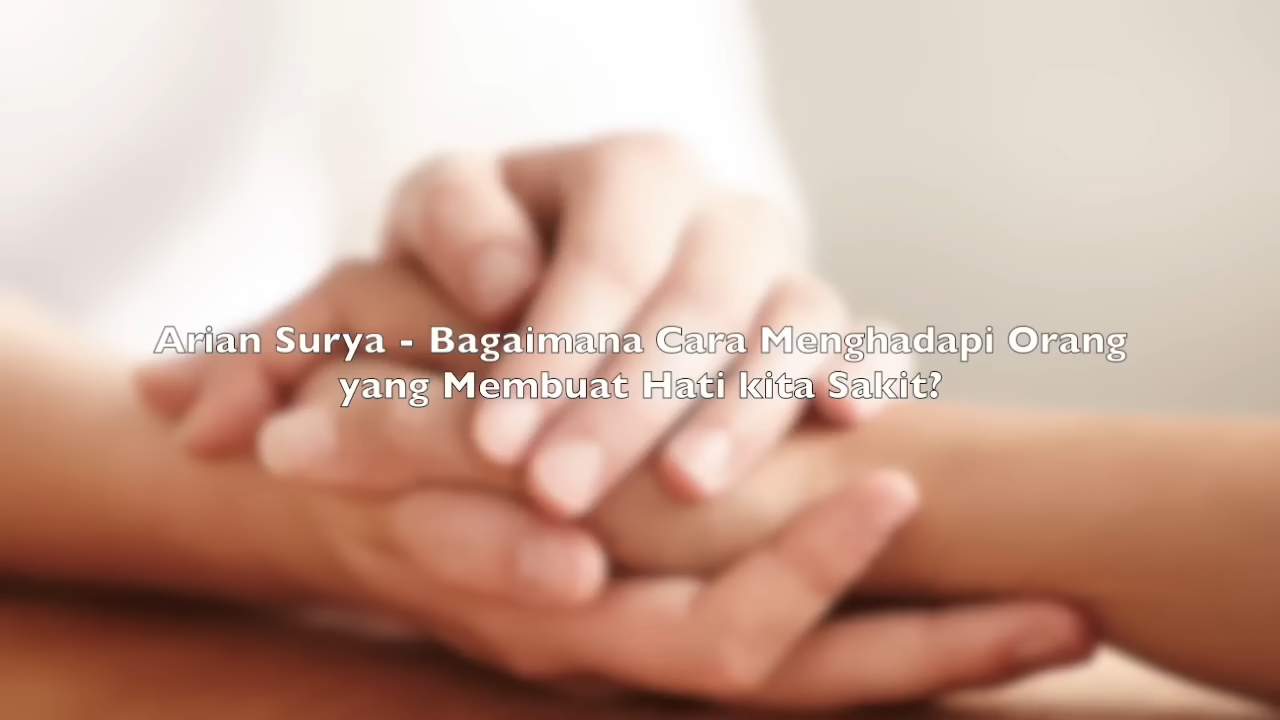 Arian Surya - Bagaimana Cara Menghadapi Orang
yang Membuat Hati kita Sakit?